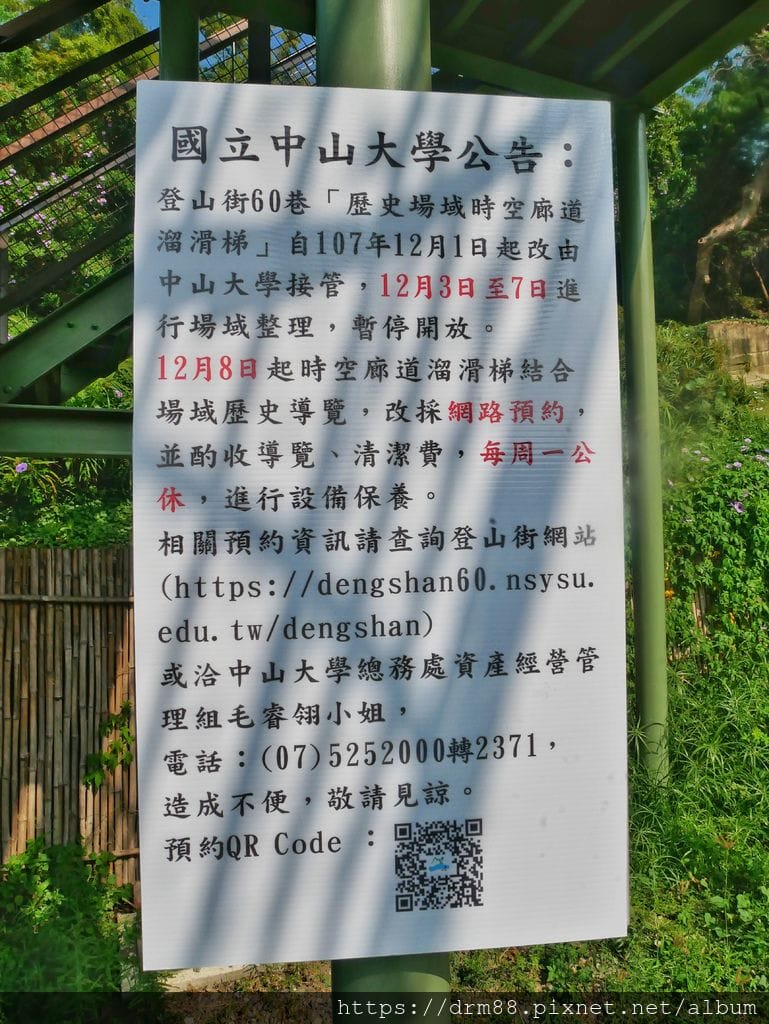 國立中山大學公告：
登山街60巷「歷史場域時空廊道
溜滑梯」自107年12月1日起改由
中山大學接管，12月3日至7日進
行場域整理，暫停開放。
12月8日起時空廊道溜滑梯結合
場域歷史導覽，改採網路預約，
並酌收導覽、清潔費，每周一公
休，進行設備保養。
相關預約資訊請查詢登山街網站
(https://dengshan60.nsysu.
edu.tw/dengshan)
或洽中山大學總務處資產經營管
理組毛睿翎小姐，
電話：(07)5252000轉2371，
造成不便，敬請見諒。
預約QR Code：
https://drm88.pixnet.net/album